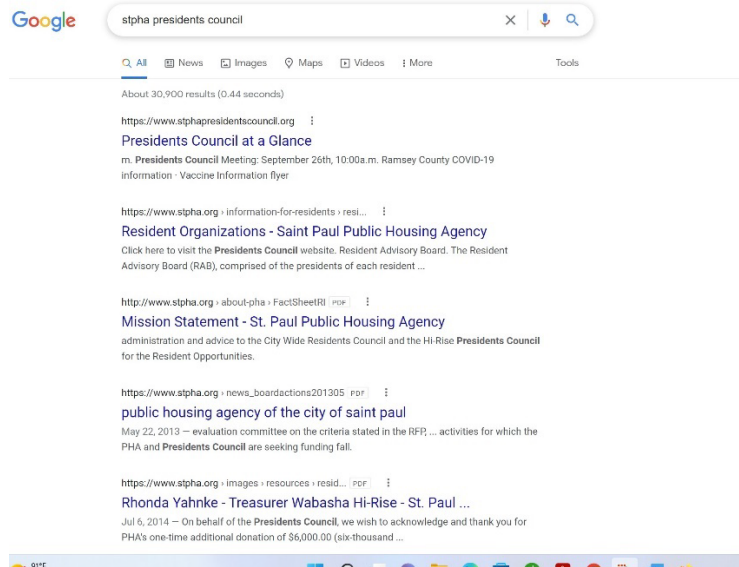 Google
stpha presidents council
All News Images Maps Videos More Tools
About 30,900 results (0.44 seconds)
https://www.stphapresidentscouncil.org
Presidents Council at a Glance
m. Presidents Council Meeting: September 26th, 10:00a.m. Ramsey County COVID-19
information · Vaccine Information flyer
https://www.stpha.org › information-for-residents › resi...
Resident Organizations - Saint Paul Public Housing Agency
Click here to visit the Presidents Council website. Resident Advisory Board. The Resident
Advisory Board (RAB), comprised of the presidents of each resident ...
http://www.stpha.org › about-pha › FactSheetRI PDF
Mission Statement - St. Paul Public Housing Agency
administration and advice to the City Wide Residents Council and the Hi-Rise Presidents Council
for the Resident Opportunities.
https://www.stpha.org › news_boardactions201305 PDF
public housing agency of the city of saint paul
May 22, 2013 — evaluation committee on the criteria stated in the RFP, ... activities for which the
PHA and Presidents Council are seeking funding fall.
https://www.stpha.org › images › resources › resid... PDF
Rhonda Yahnke - Treasurer Wabasha Hi-Rise - St. Paul ...
Jul 6, 2014 — On behalf of the Presidents Council, we wish to acknowledge and thank you for
PHA's one-time additional donation of $6,000.00 (six-thousand ...
91°F